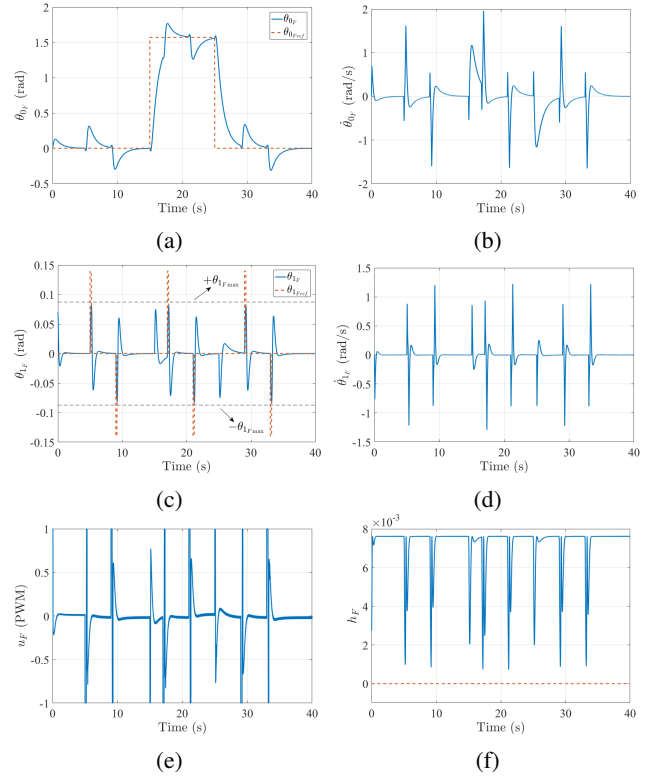 2
1.5
1
0.5
0
-0.5
0 10 20 30 40
θ0F (rad)
Time (s)
θ0F
θ0Fref
(a)
2
1
0
-1
-2
0 10 20 30 40
θ̇0F (rad/s)
Time (s)
(b)
0.15
0.1
0.05
0
-0.05
-0.1
-0.15
0 10 20 30 40
θ1F (rad)
Time (s)
θ1F
θ1Fref
+θ1Fmax
−θ1Fmax
(c)
1.5
1
0.5
0
-0.5
-1
-1.5
0 10 20 30 40
θ̇1F (rad/s)
Time (s)
(d)
1
0.5
0
-0.5
-1
0 10 20 30 40
uF (PWM)
Time (s)
(e)
8 ×10-3
6
4
2
0
0 10 20 30 40
hF
Time (s)
(f)